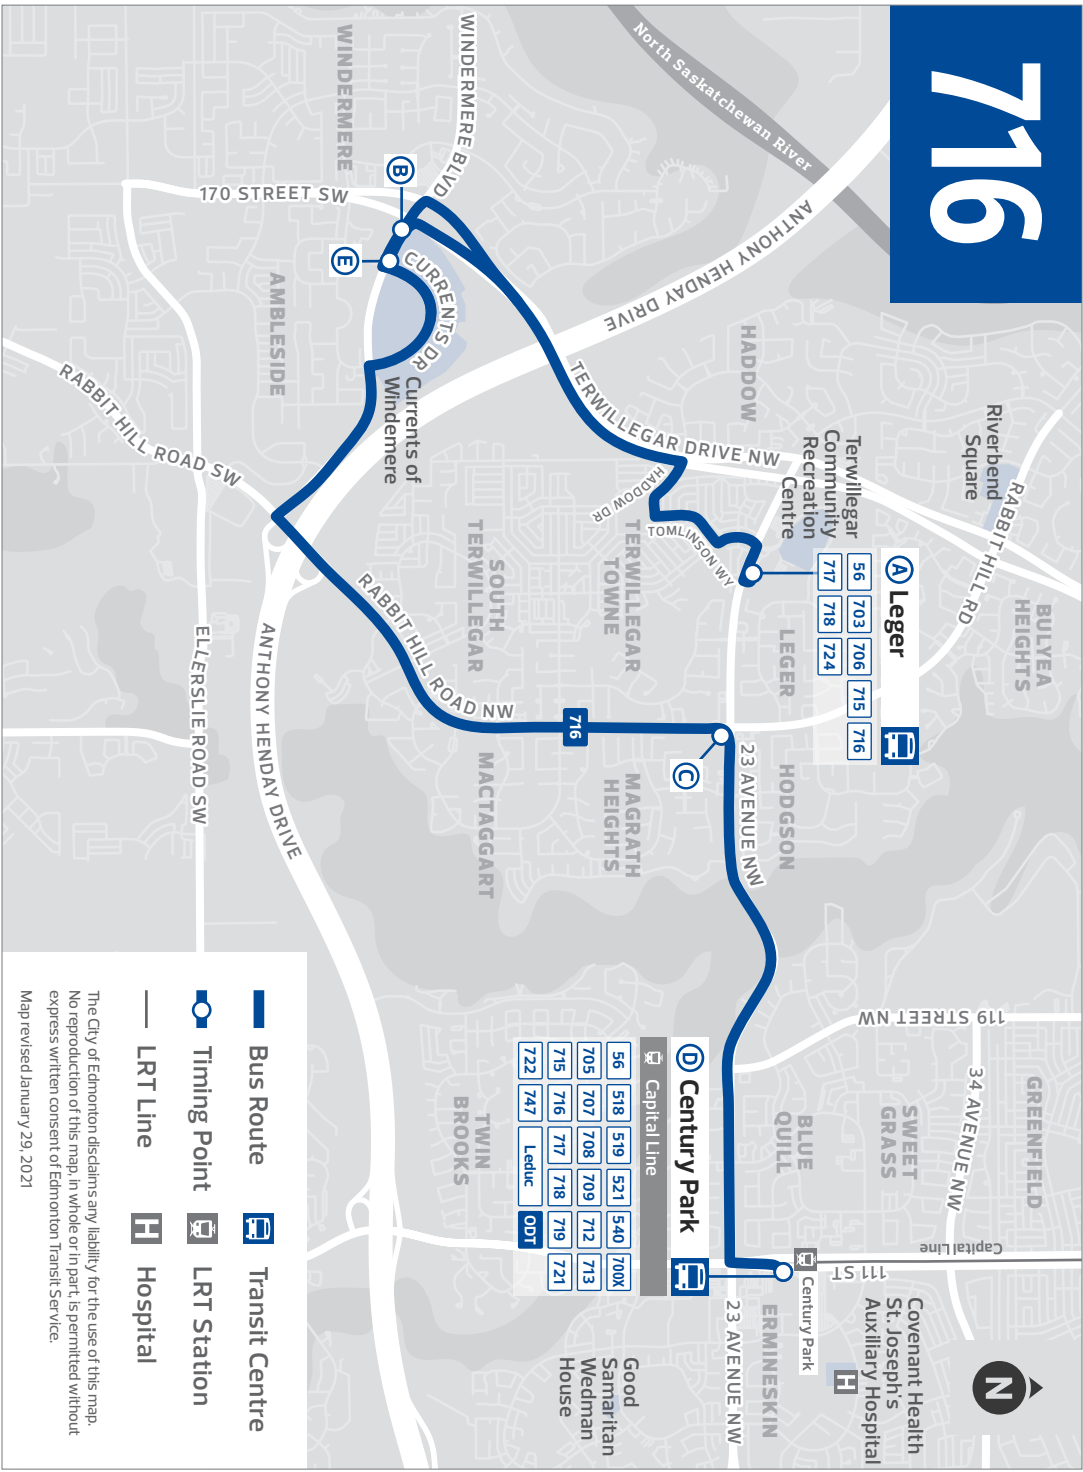 716
North Saskatchewan River
WINDERMERE BLVD
WINDERMERE
170 STREET SW
B
E
CURRENTS DR
AMBLESIDE
Currents of
Windemere
ANTHONY HENDAY DRIVE
HADDOW
TERWILLEGAR DRIVE NW
HADDOW DR
TOMLINSON WY
Terwillegar
Community
Recreation
Centre
Riverbend
Square
RABBIT HILL RD
BULYEA
HEIGHTS
A Leger
56 703 706 715 716
717 718 724
LEGER
TERWILLEGAR
TOWNE
SOUTH
TERWILLEGAR
RABBIT HILL ROAD SW
RABBIT HILL ROAD NW
ELLERSLIE ROAD SW
ANTHONY HENDAY DRIVE
716
C
23 AVENUE NW
HODGSON
MAGRATH
HEIGHTS
MACTAGGART
119 STREET NW
34 AVENUE NW
GREENFIELD
SWEET
GRASS
BLUE
QUILL
D Century Park
Capital Line
56 518 519 521 540 700X
705 707 708 709 712 713
715 716 717 718 719 721
722 747 Leduc ODT
TWIN
BROOKS
Capital Line
111 ST
Century Park
23 AVENUE NW
ERMINESKIN
Covenant Health
St. Joseph's
Auxiliary Hospital
H
Good
Samaritan
Wedman
House
N
Bus Route
Timing Point
LRT Line
Transit Centre
LRT Station
H Hospital
The City of Edmonton disclaims any liability for the use of this map.
No reproduction of this map, in whole or in part, is permitted without
express written consent of Edmonton Transit Service.
Map revised January 29, 2021